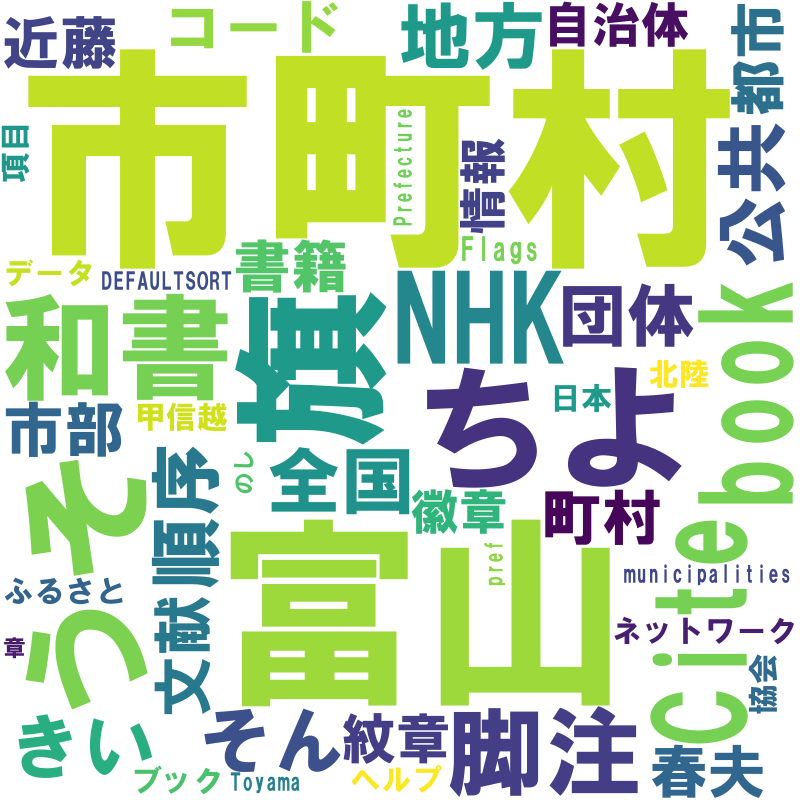 近藤
コード
地方
自治体
都市
市町村
項目
Prefecture
情報
公共
データ
DEFAULTSORT
書籍
Flags
和書
旗
NHK
団体
Cite book
市部
甲信越
ちよ
日本
北陸
うそ
順序
全国
のし
徽章
町村
ふるさと
文献
富山
pref
municipalities
章
ネットワーク
協会
きい
そん
紋章
脚注
春夫
ブック
Toyama
ヘルプ